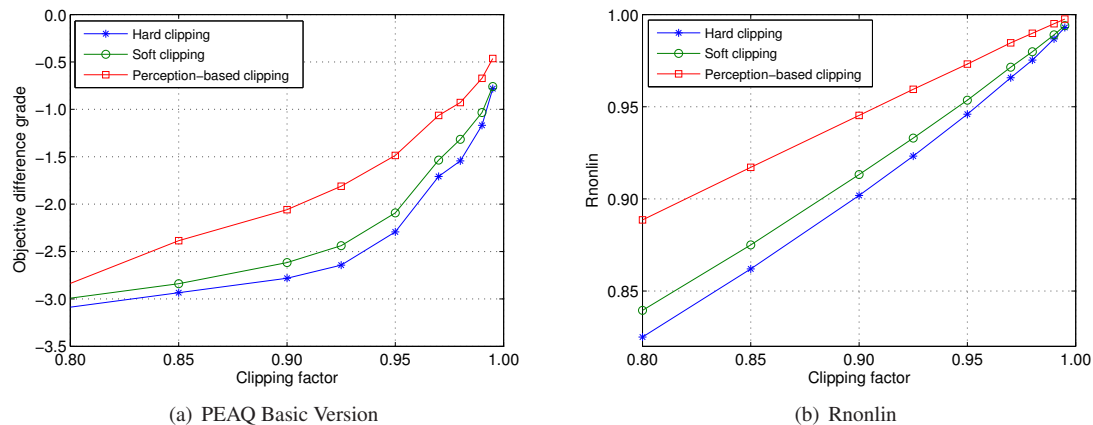 0.0
−0.5
−1.0
−1.5
−2.0
−2.5
−3.0
−3.5
0.80
0.85
0.90
0.95
1.00
Objective difference grade
Clipping factor
Hard clipping
Soft clipping
Perception-based clipping
(a) PEAQ Basic Version
1.00
0.95
0.90
0.85
0.80
0.85
0.90
0.95
1.00
Rnonlin
Clipping factor
Hard clipping
Soft clipping
Perception-based clipping
(b) Rnonlin